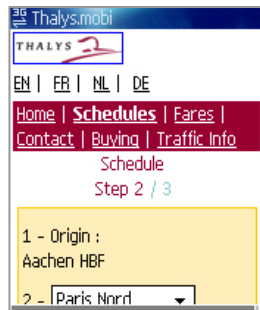 3G Thalys.mobi
THALYS
EN | FR | NL | DE
Home | Schedules | Fares |
Contact | Buying | Traffic Info
Schedule
Step 2 / 3
1 - Origin :
Aachen HBF
2 - Paris Nord